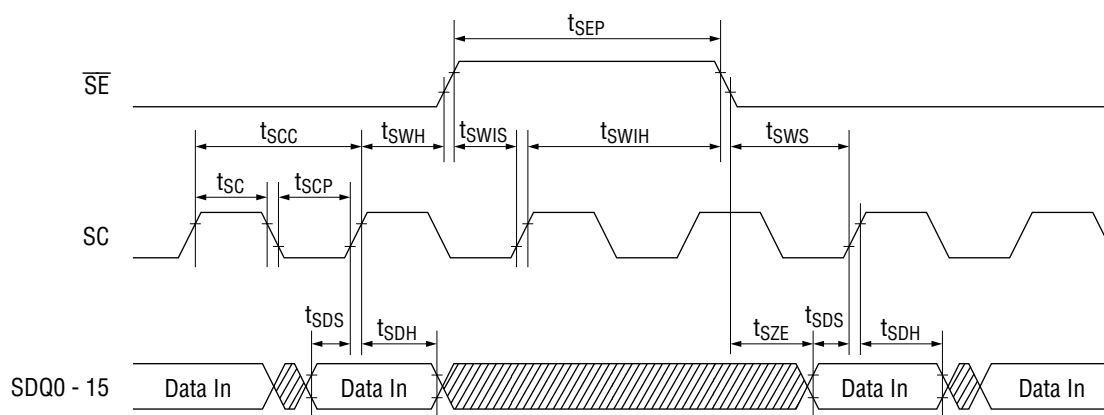 tSEP
SE
tSCC tSWH tSWIS tSWIH tSWS
tSC tSCP
SC
tSDS tSDH tSZE tSDS tSDH
SDQ0 - 15 Data In Data In Data In Data In